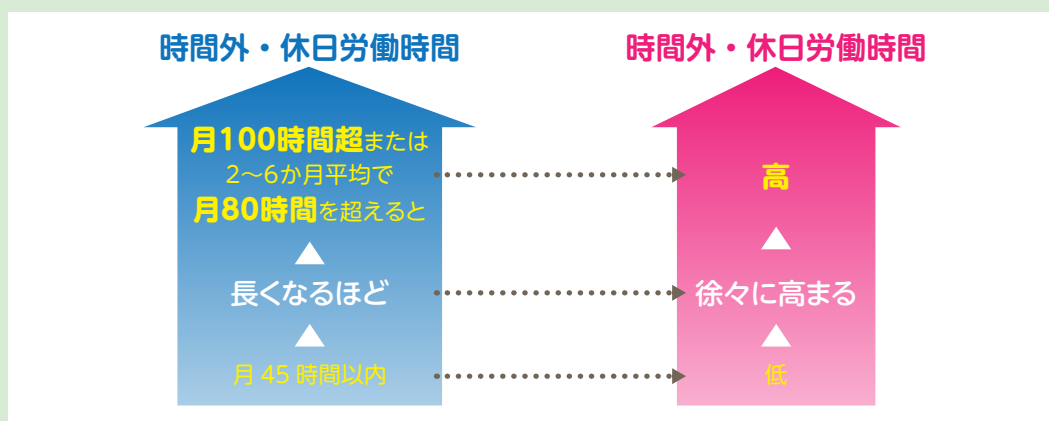 時間外・休日労働時間
月100時間超または
2～6か月平均で
月80時間を超えると
長くなるほど
月45時間以内
時間外・休日労働時間
高
徐々に高まる
低